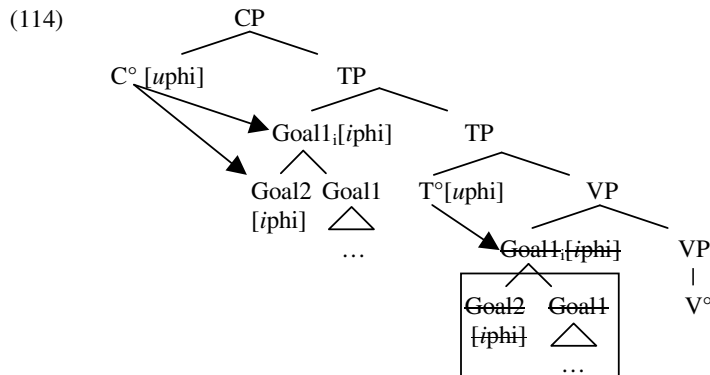 (114) CP
C° [uphi] TP
Goal1i[iphi] TP
Goal2 Goal1 T°[uphi] VP
[iphi]
… Goal1i[iphi] VP
Goal2 Goal1 V°
[iphi]
…